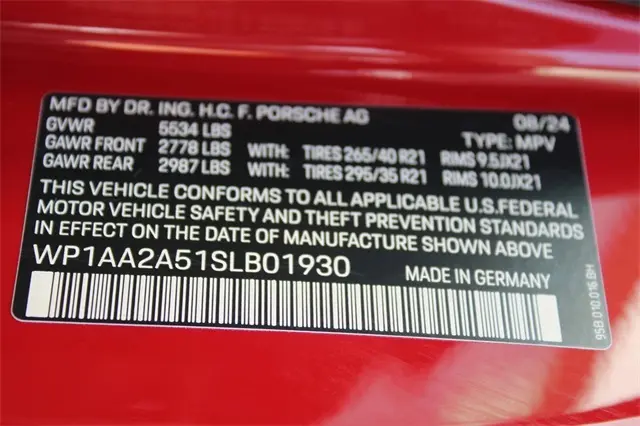 MFD BY DR. ING. H.C. F. PORSCHE AG 08/24
GVWR 5534 LBS TYPE: MPV
GAWR FRONT 2778 LBS WITH: TIRES 265/40 R21 RIMS 9.5JX21
GAWR REAR 2987 LBS WITH: TIRES 295/35 R21 RIMS 10.0JX21
THIS VEHICLE CONFORMS TO ALL APPLICABLE U.S.FEDERAL
MOTOR VEHICLE SAFETY AND THEFT PREVENTION STANDARDS
IN EFFECT ON THE DATE OF MANUFACTURE SHOWN ABOVE.
WP1AA2A51SLB01930 MADE IN GERMANY
95B.010.016.BH